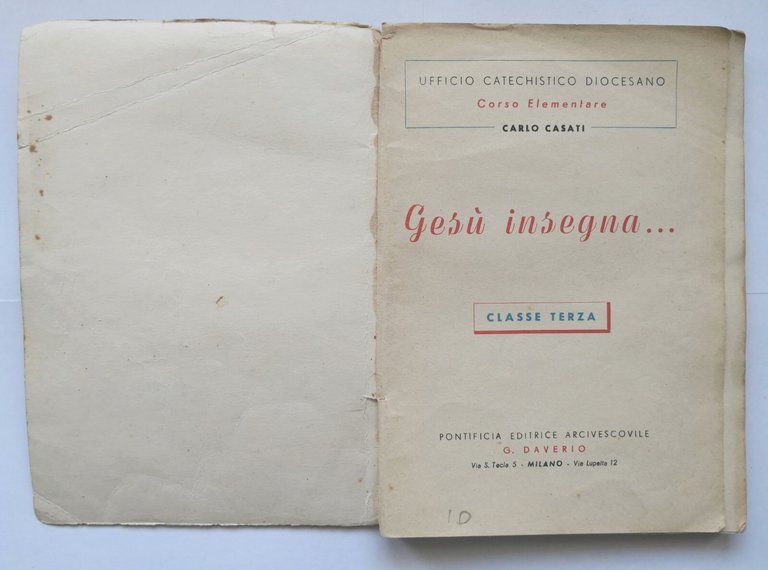 UFFICIO CATECHISTICO DIOCESANO
Corso Elementare
CARLO CASATI
Gesù insegna...
CLASSE TERZA
PONTIFICIA EDITRICE ARCIVESCOVILE
G. DAVERIO
Via S. Tecla 5 - MILANO - Via Lupetta 12
10